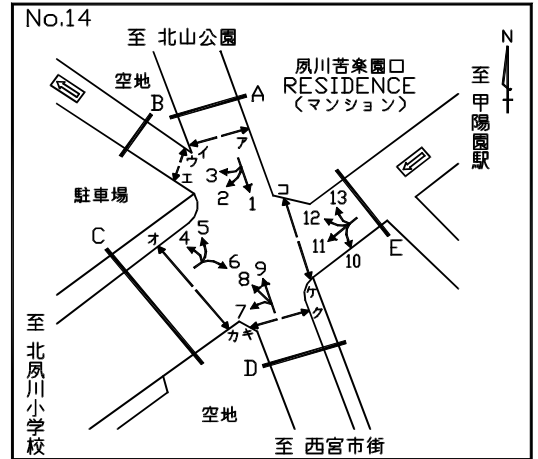 No.14
至 北山公園
N
空地
夙川苦楽園口
RESIDENCE
(マンション)
至 甲陽園駅
B
A
ア
イ
ウ
エ
3
2
1
駐車場
コ
13
12
11
10
E
C
オ
5
4
6
9
8
7
ケ
ク
カ
キ
D
至 北夙川小学校
空地
至 西宮市街